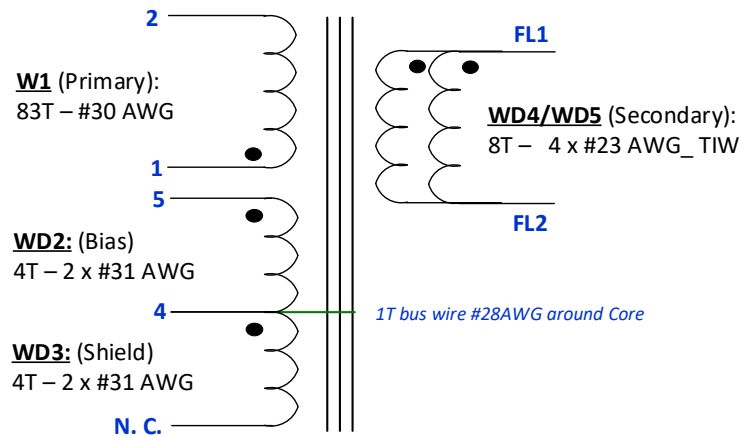 2
FL1
W1 (Primary):
83T – #30 AWG
WD4/WD5 (Secondary):
8T – 4 x #23 AWG_ TIW
1
5
FL2
WD2: (Bias)
4T – 2 x #31 AWG
4
1T bus wire #28AWG around Core
WD3: (Shield)
4T – 2 x #31 AWG
N. C.